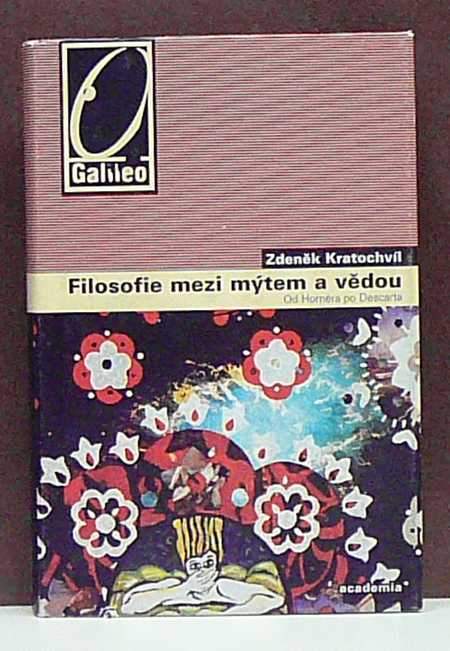 Galileo
Zdeněk Kratochvíl
Filosofie mezi mýtem a vědou
Od Homéra po Descarta
academia